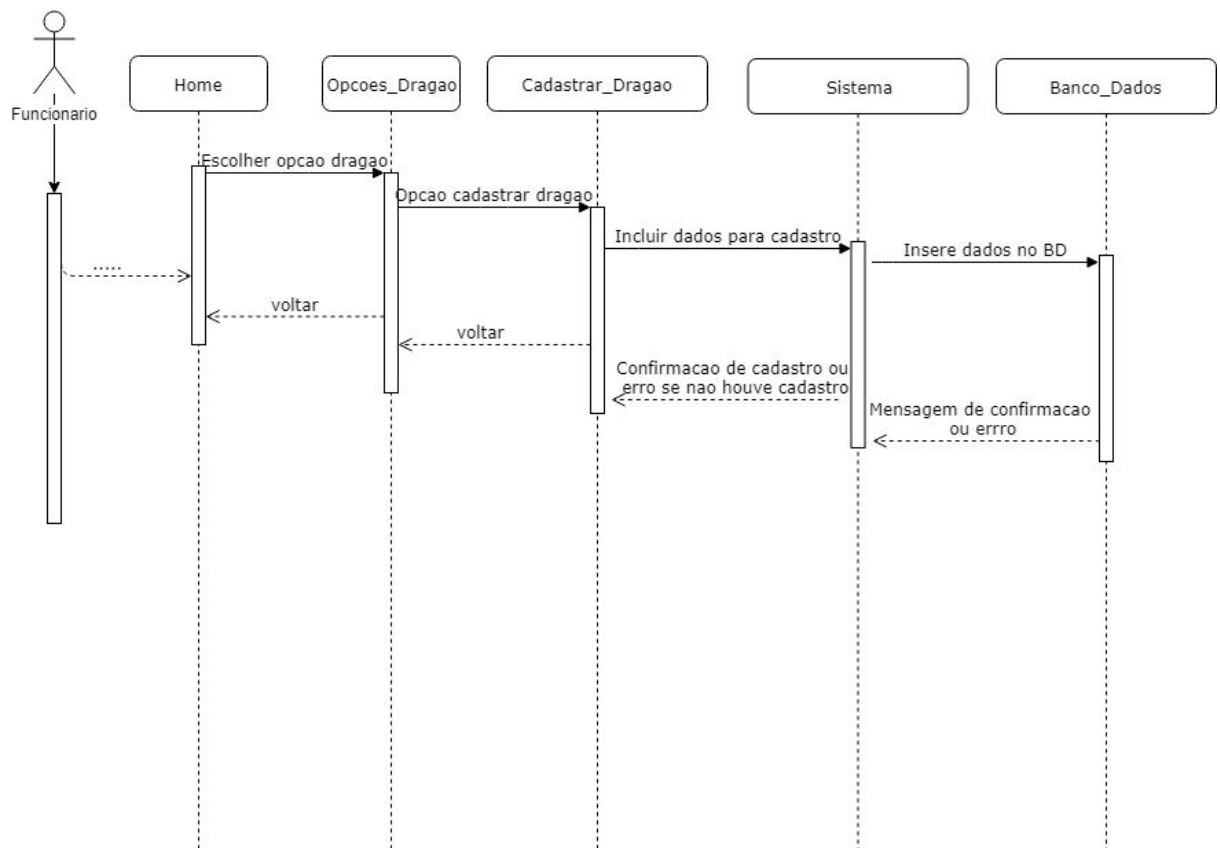 Funcionario
Home
Opcoes_Dragao
Cadastrar_Dragao
Sistema
Banco_Dados
Escolher opcao dragao
Opcao cadastrar dragao
Incluir dados para cadastro
Insere dados no BD
.....
voltar
voltar
Confirmacao de cadastro ou
erro se nao houve cadastro
Mensagem de confirmacao
ou errro